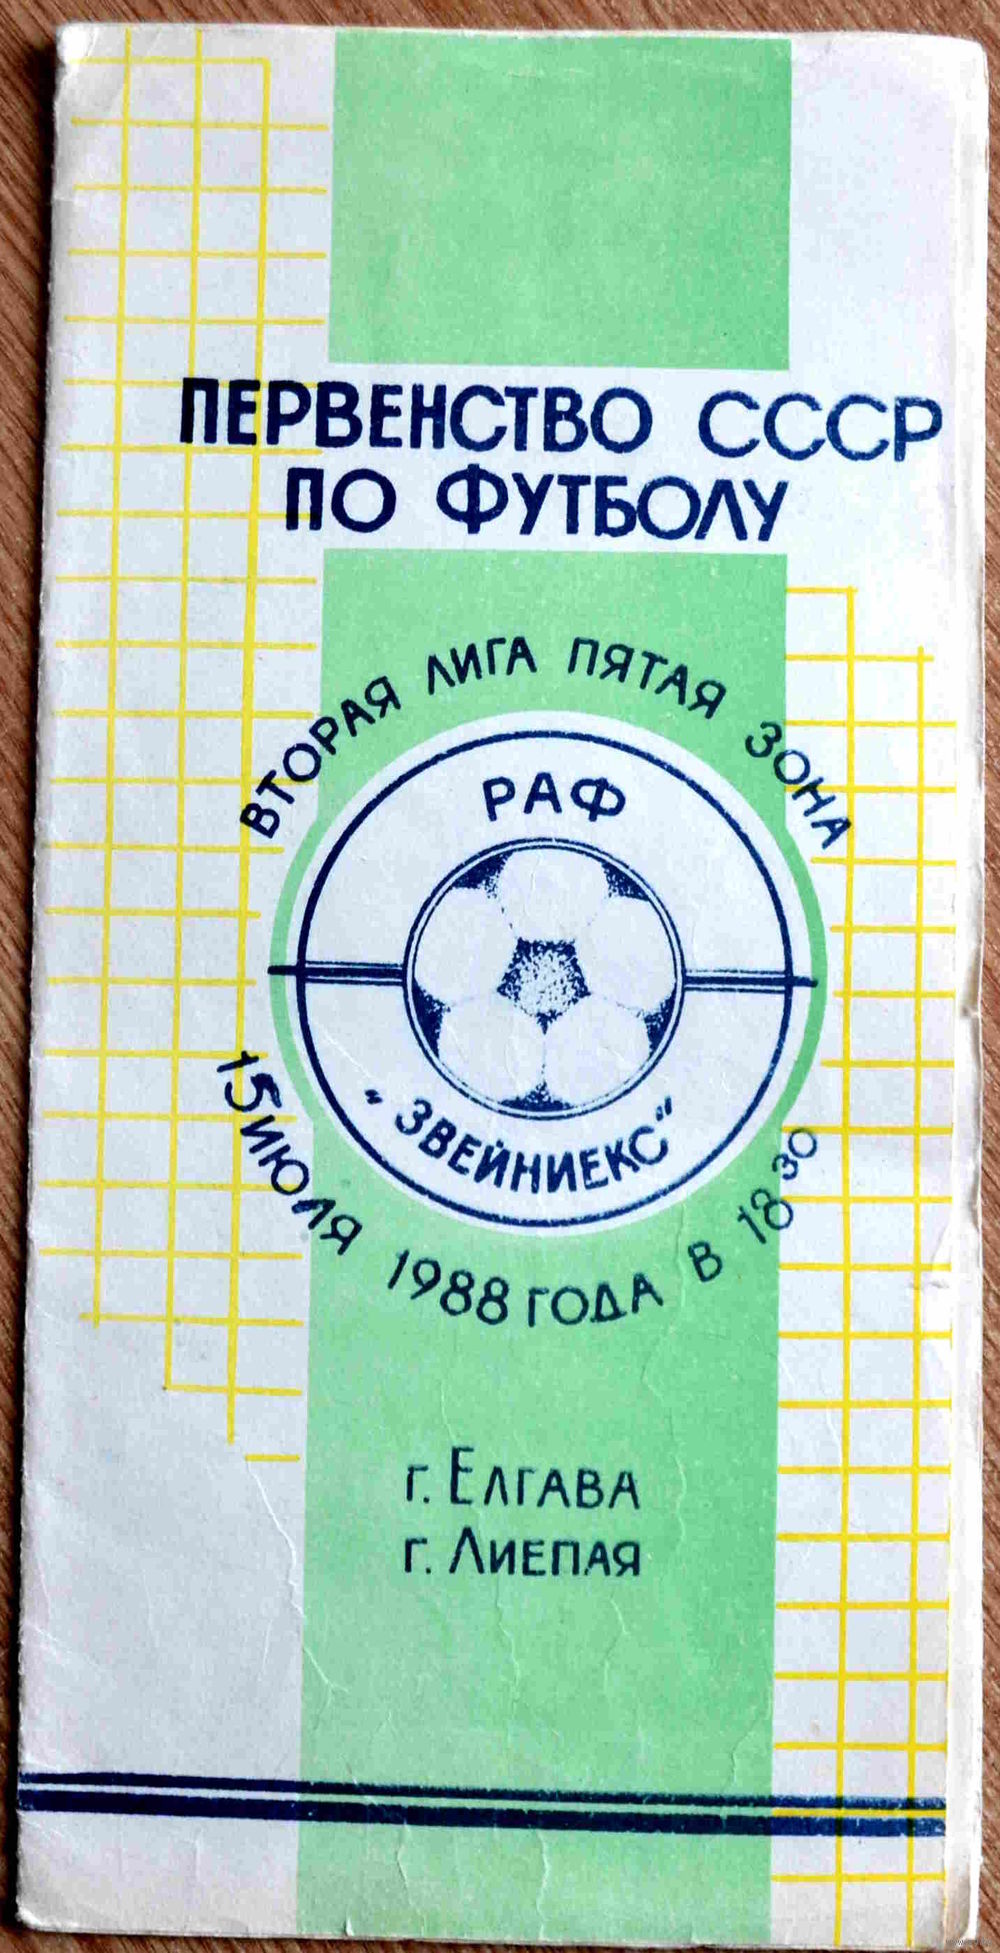 ПЕРВЕНСТВО СССР
ПО ФУТБОЛУ
ВТОРАЯ ЛИГА ПЯТАЯ ЗОНА
РАФ
"ЗВЕЙНИЕКС"
15 ИЮЛЯ 1988 ГОДА В 18 30
г. ЕЛГАВА
г. ЛИЕПАЯ